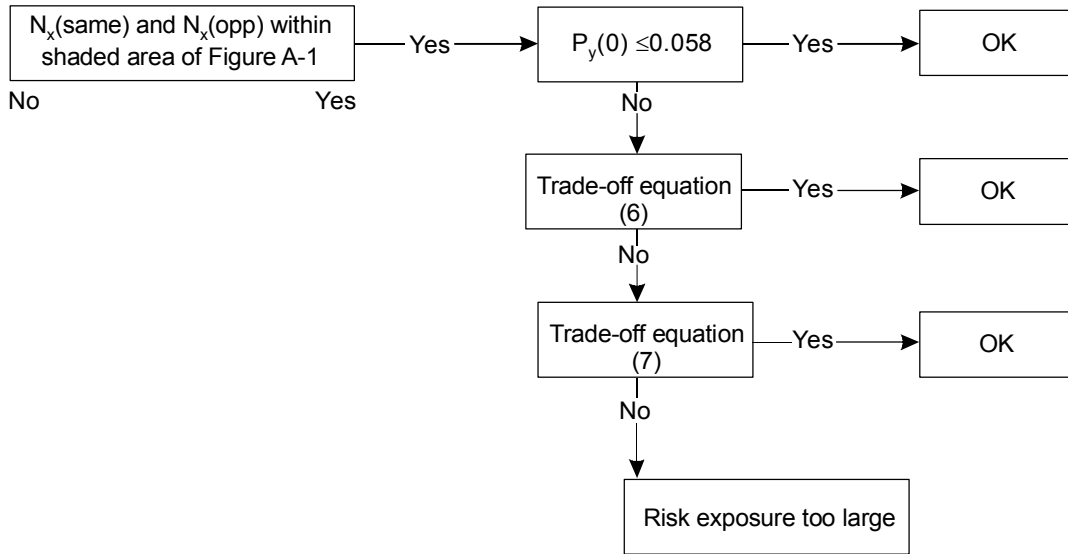 Nₓ(same) and Nₓ(opp) within
shaded area of Figure A-1
Yes
P_y(0) ≤0.058
Yes
OK
No
Yes
No
Trade-off equation
(6)
Yes
OK
No
Trade-off equation
(7)
Yes
OK
No
Risk exposure too large